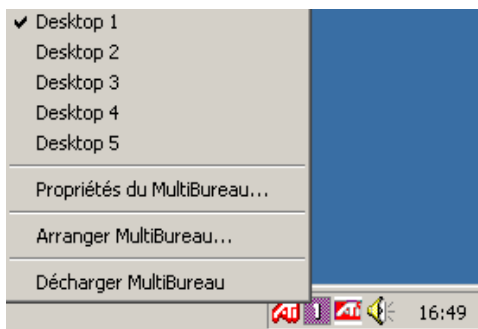 Desktop 1
Desktop 2
Desktop 3
Desktop 4
Desktop 5
Propriétés du MultiBureau...
Arranger MultiBureau...
Décharger MultiBureau
1 16:49